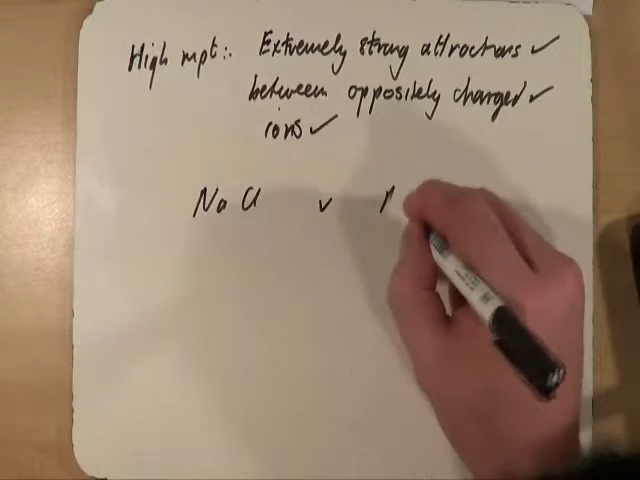 High mpt: Extremely strong attractions ✓
between oppositely charged ✓
ions ✓
NaCl v